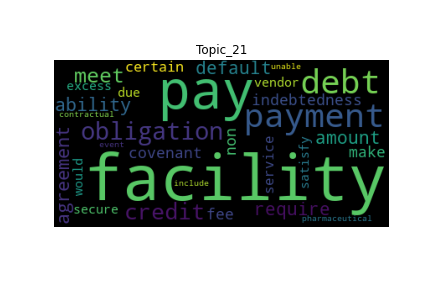 Topic_21
certain unable
meet pay default debt
excess due vendor
ability indebtedness
contractual payment
obligation amount
event
agreement covenant non service satisfy make
would facility
include
secure credit fee require
pharmaceutical